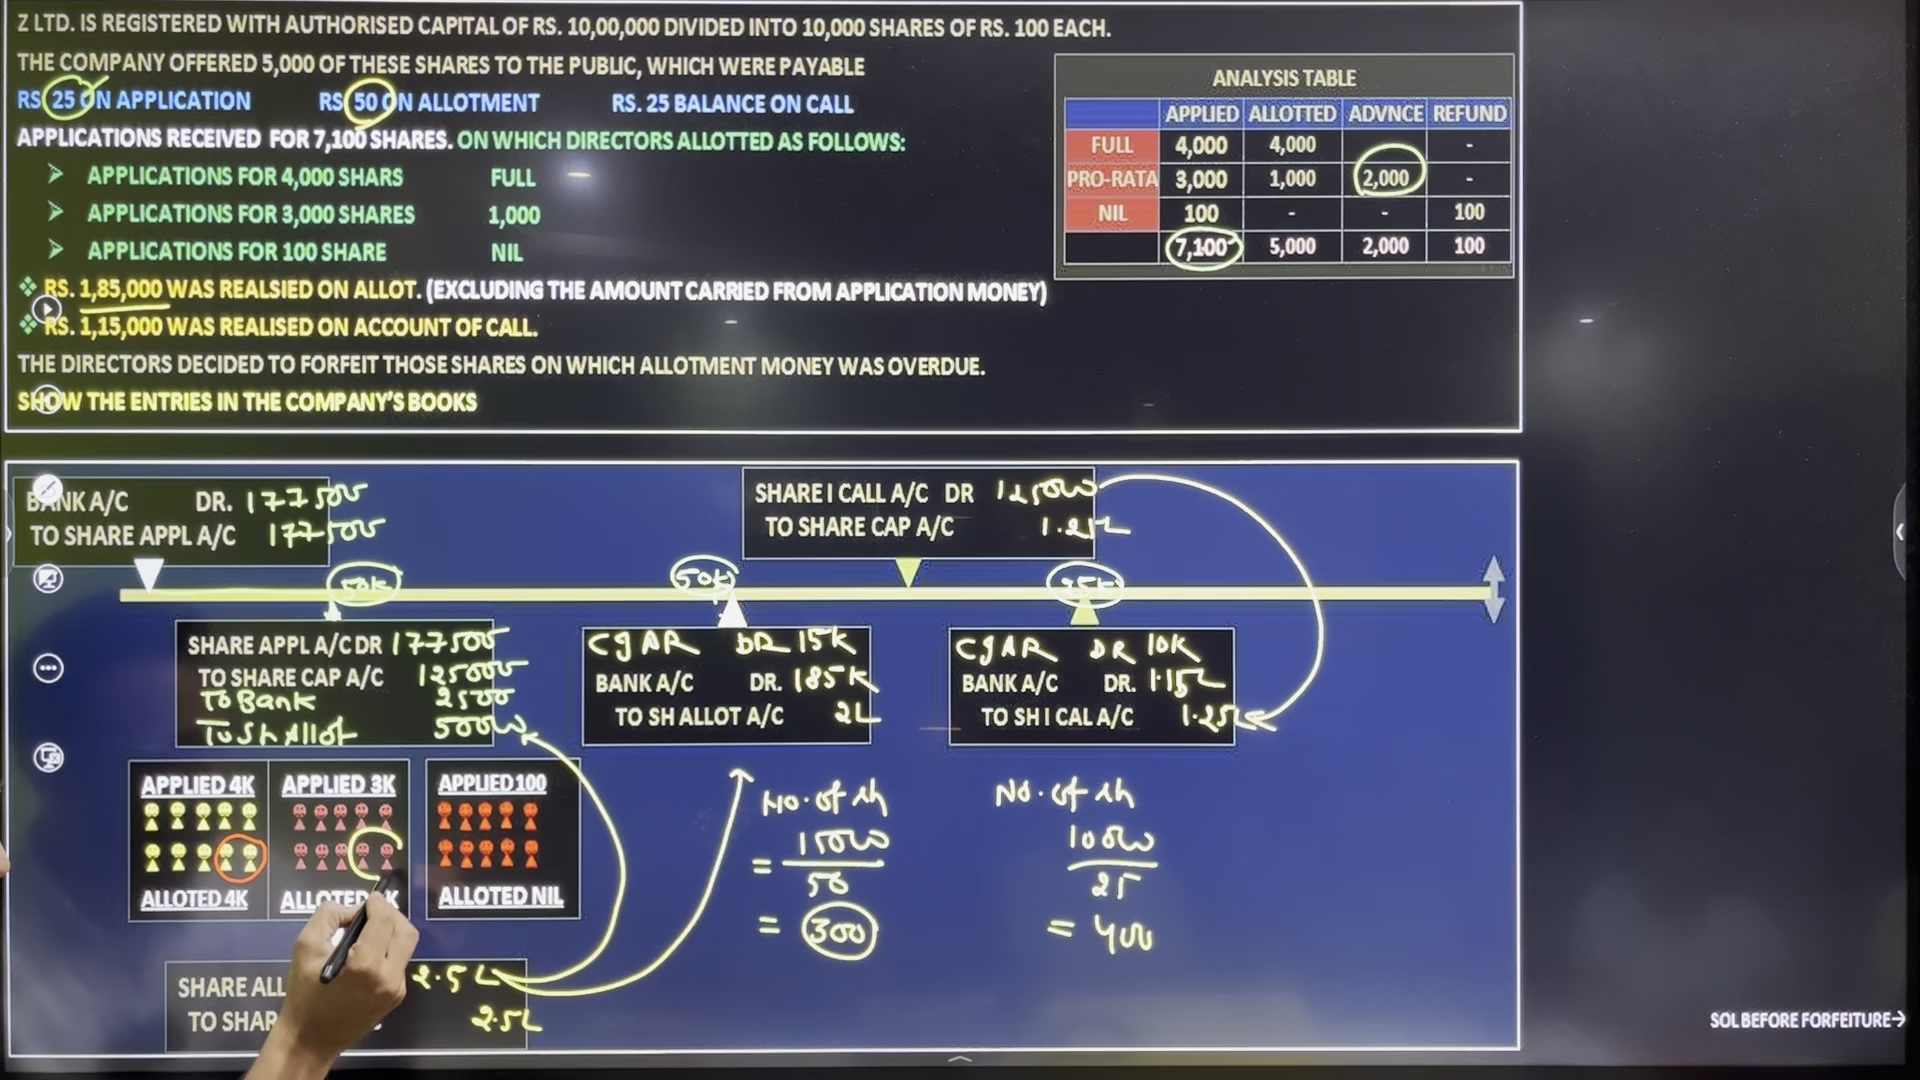 Z LTD. IS REGISTERED WITH AUTHORISED CAPITAL OF RS. 10,00,000 DIVIDED INTO 10,000 SHARES OF RS. 100 EACH.
THE COMPANY OFFERED 5,000 OF THESE SHARES TO THE PUBLIC, WHICH WERE PAYABLE
RS 25 ON APPLICATION RS 50 ON ALLOTMENT RS. 25 BALANCE ON CALL
APPLICATIONS RECEIVED FOR 7,100 SHARES. ON WHICH DIRECTORS ALLOTTED AS FOLLOWS:
APPLICATIONS FOR 4,000 SHARS FULL
APPLICATIONS FOR 3,000 SHARES 1,000
APPLICATIONS FOR 100 SHARE NIL
RS. 1,85,000 WAS REALSIED ON ALLOT. (EXCLUDING THE AMOUNT CARRIED FROM APPLICATION MONEY)
RS. 1,15,000 WAS REALISED ON ACCOUNT OF CALL.
THE DIRECTORS DECIDED TO FORFEIT THOSE SHARES ON WHICH ALLOTMENT MONEY WAS OVERDUE.
SHOW THE ENTRIES IN THE COMPANY'S BOOKS
ANALYSIS TABLE
APPLIED ALLOTTED ADVNCE REFUND
FULL 4,000 4,000 -
PRO-RATA 3,000 1,000 2,000 -
NIL 100 - - 100
7,100 5,000 2,000 100
BANK A/C DR. 177500
TO SHARE APPL A/C 177500
SHARE I CALL A/C DR 125000
TO SHARE CAP A/C 1.25L
50K 50K 25K
SHARE APPL A/C DR 177500
TO SHARE CAP A/C 125000
To Bank 2500
To Sh Allot 50000
CIAR DR 15K
BANK A/C DR. 185K
TO SH ALLOT A/C 2L
CIAR DR 10K
BANK A/C DR. 1.15L
TO SH I CAL A/C 1.25L
APPLIED 4K
ALLOTED 4K
APPLIED 3K
ALLOTED K
APPLIED 100
ALLOTED NIL
No. of sh
= 15000
50
= 300
No. of sh
10000
25
= 400
SHARE ALL 2.5L
TO SHAR 2.5L
SOL BEFORE FORFEITURE→